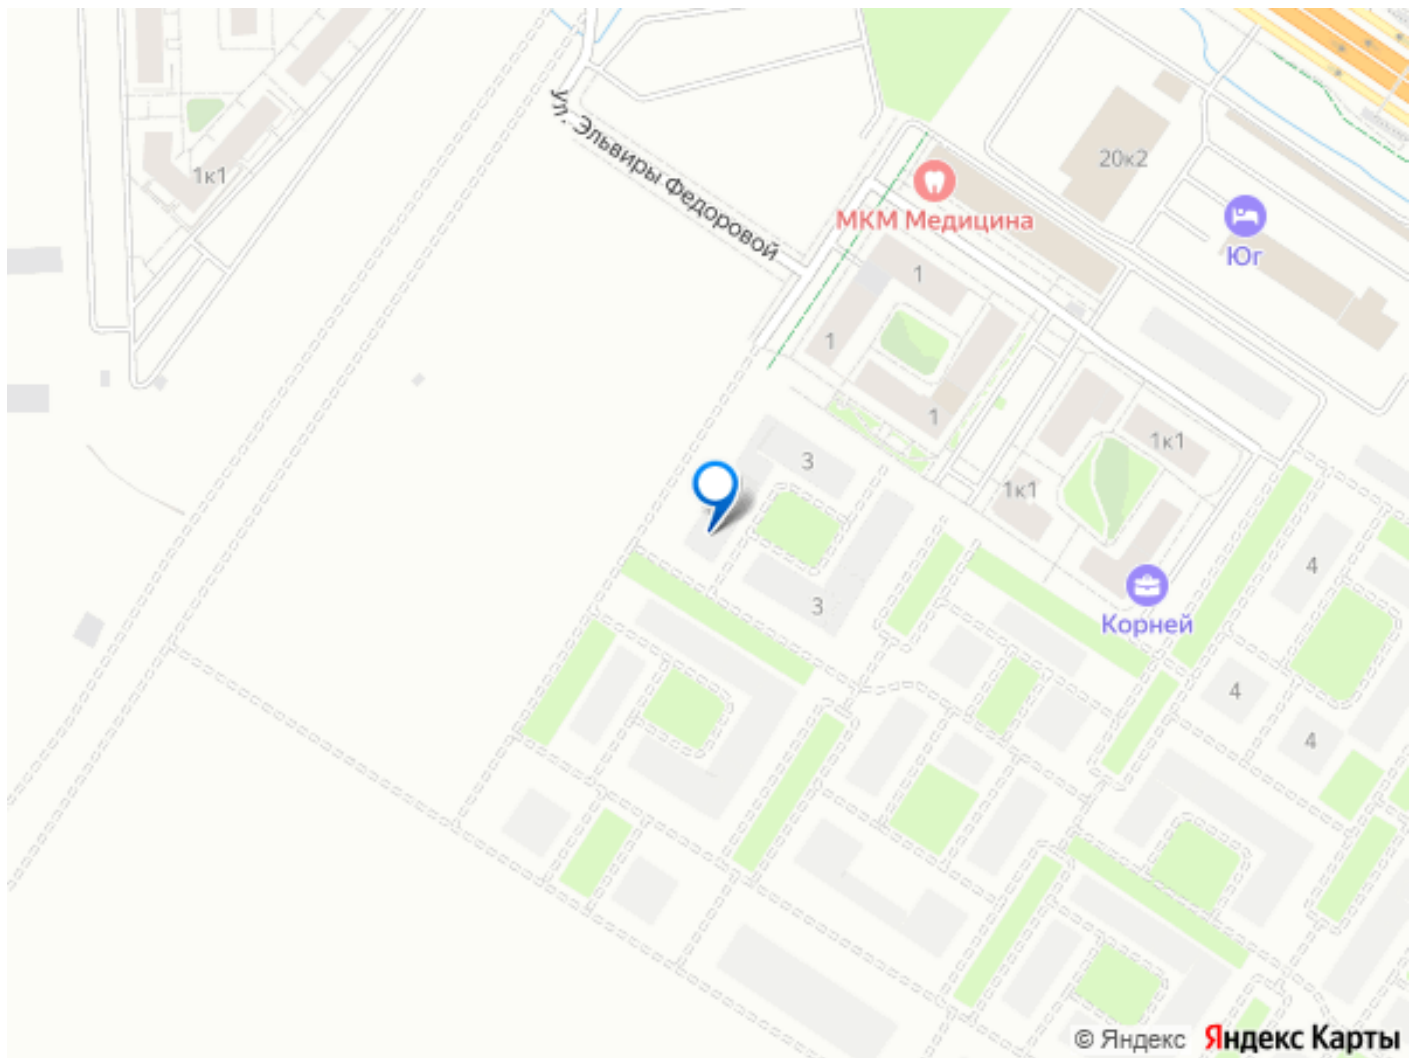 ул. Эльвиры Федоровой
20к2
1к1
МКМ Медицина
Юг
1
1
1
1к1
3
1к1
4
3
Корней
4
4
© Яндекс Яндекс Карты